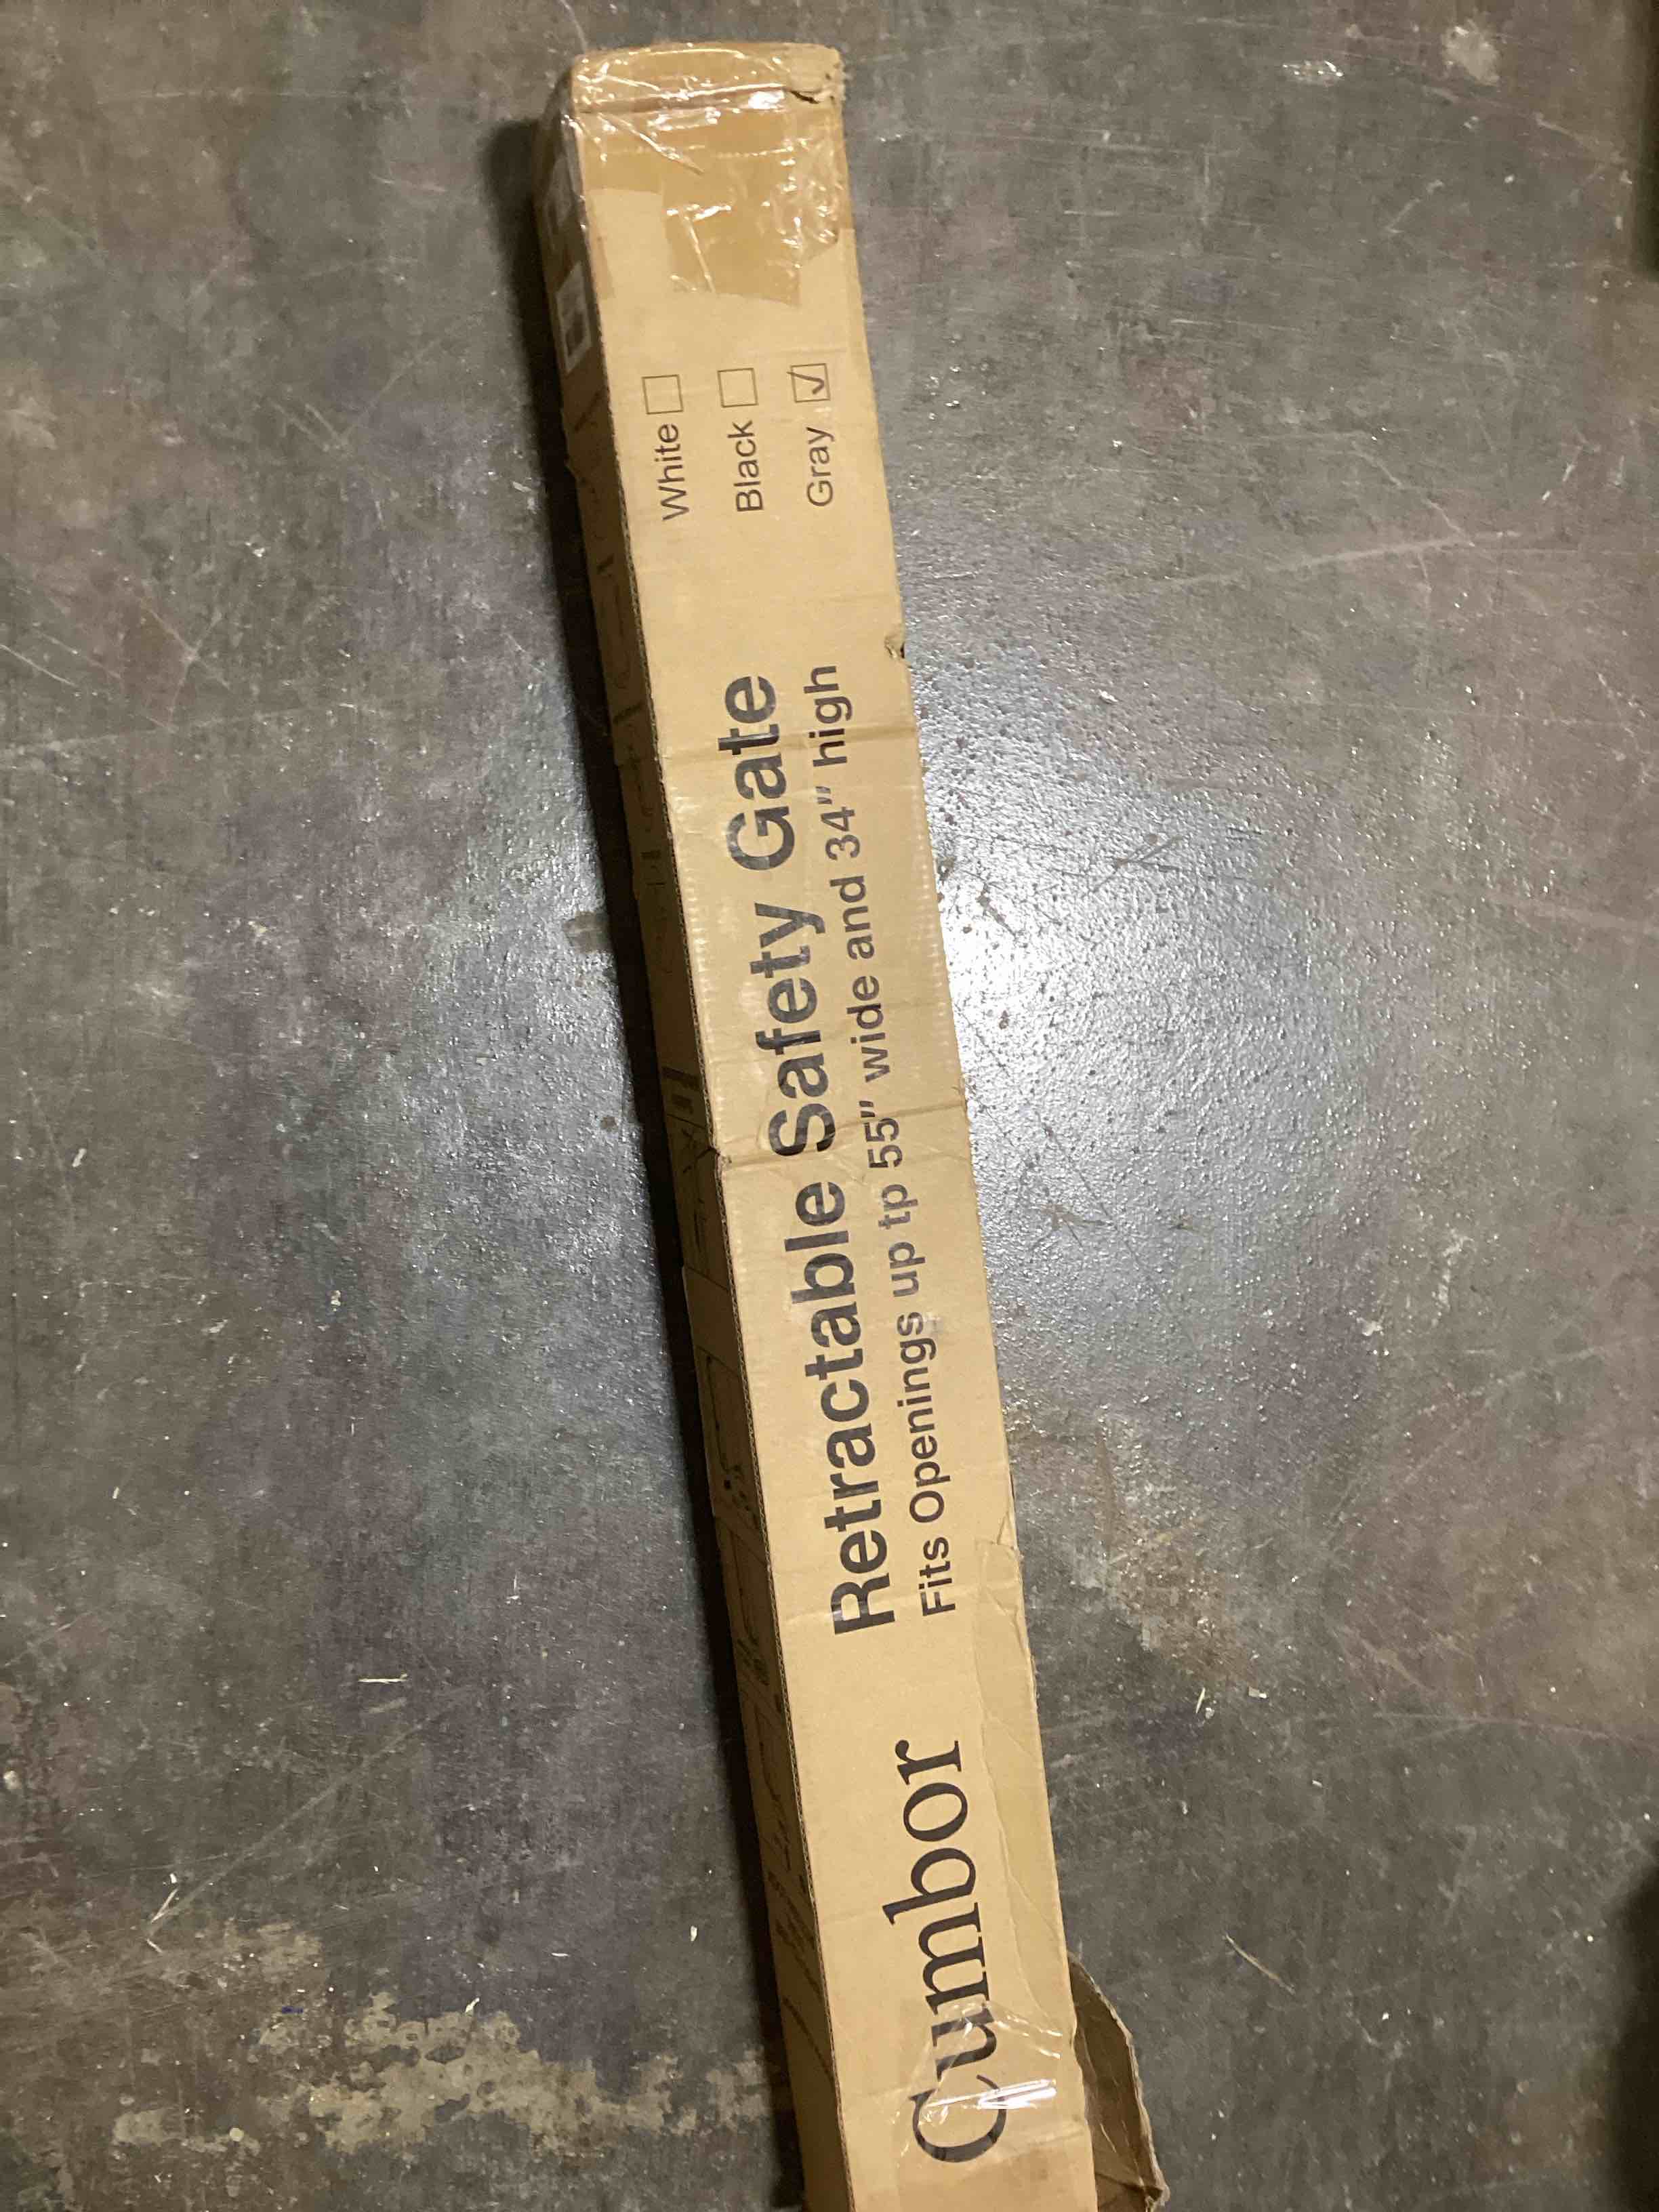 Cumbor
Retractable Safety Gate
Fits Openings up tp 55" wide and 34" high
White
Black
Gray